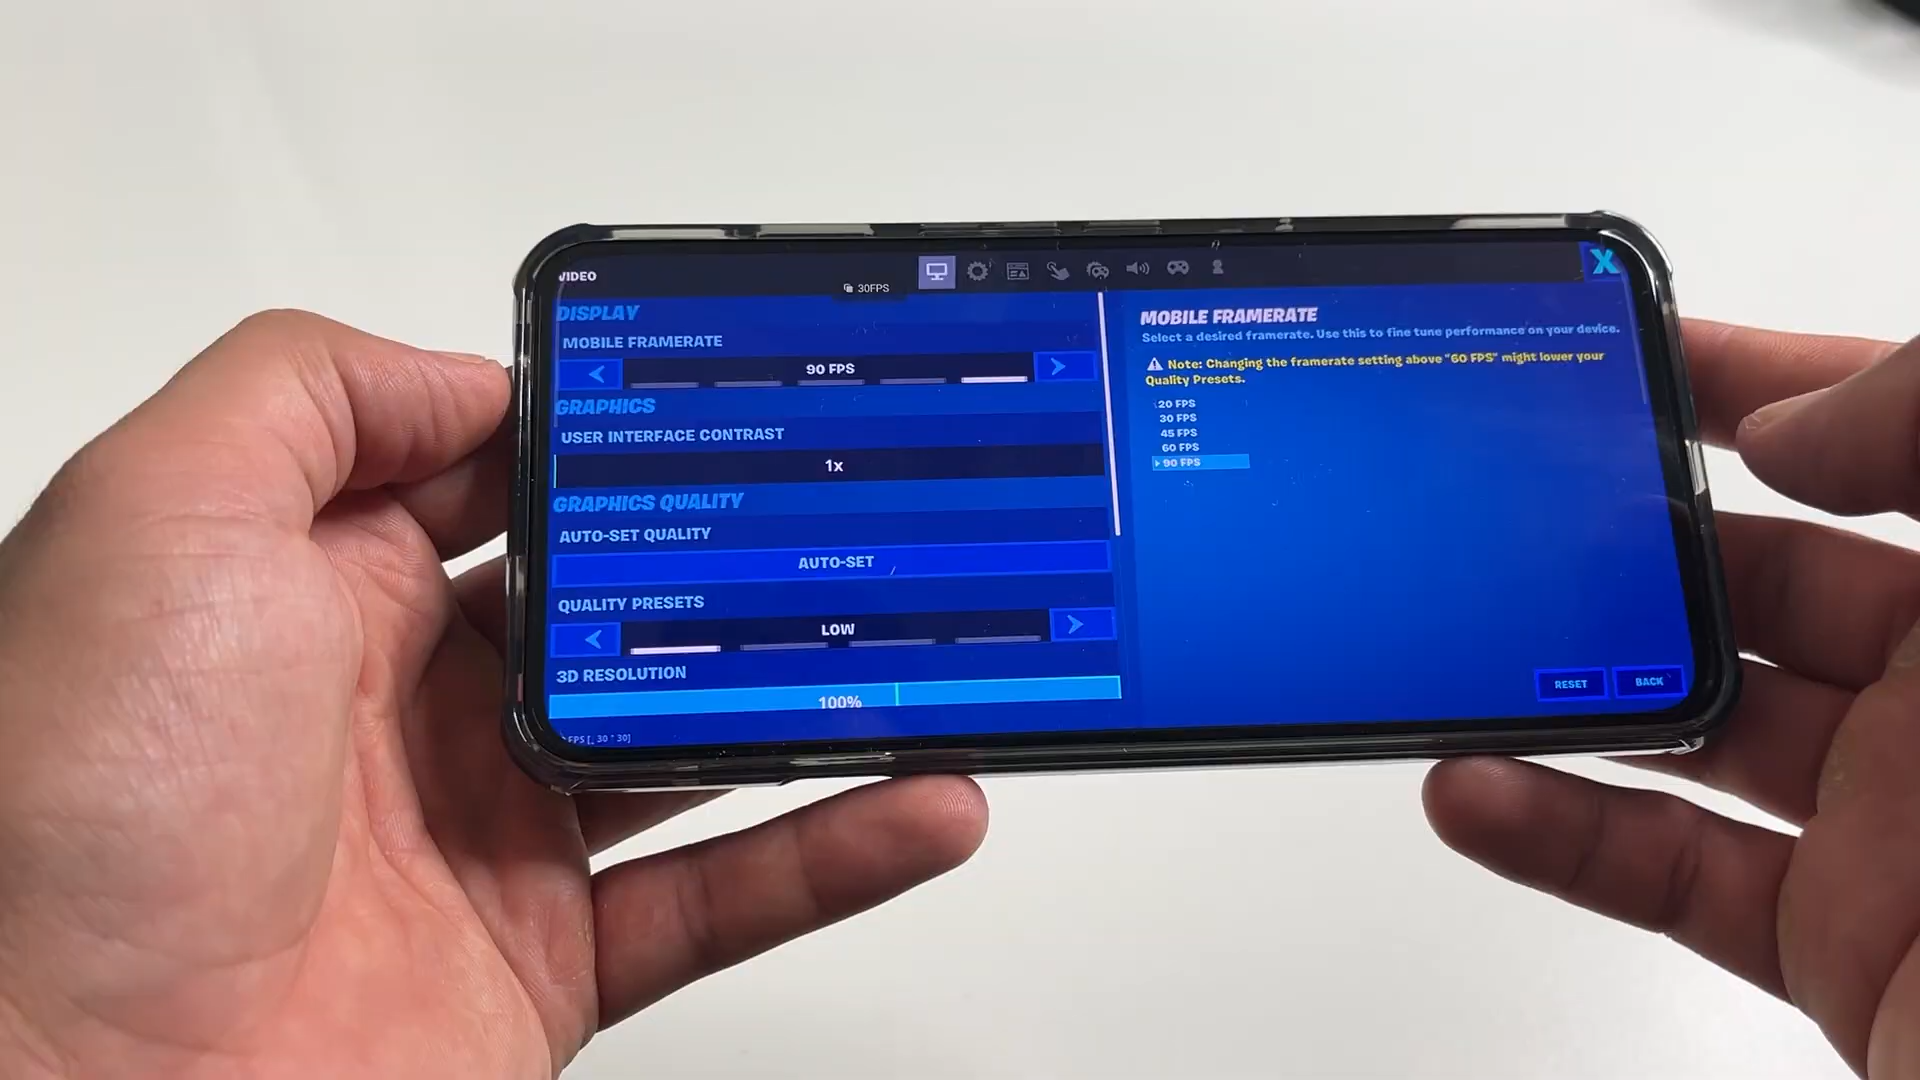 VIDEO
30FPS
X
DISPLAY
MOBILE FRAMERATE
90 FPS
GRAPHICS
USER INTERFACE CONTRAST
1x
GRAPHICS QUALITY
AUTO-SET QUALITY
AUTO-SET
QUALITY PRESETS
LOW
3D RESOLUTION
100%
FPS [ 30 * 30]
MOBILE FRAMERATE
Select a desired framerate. Use this to fine tune performance on your device.
Note: Changing the framerate setting above "60 FPS" might lower your
Quality Presets.
20 FPS
30 FPS
45 FPS
60 FPS
90 FPS
RESET
BACK